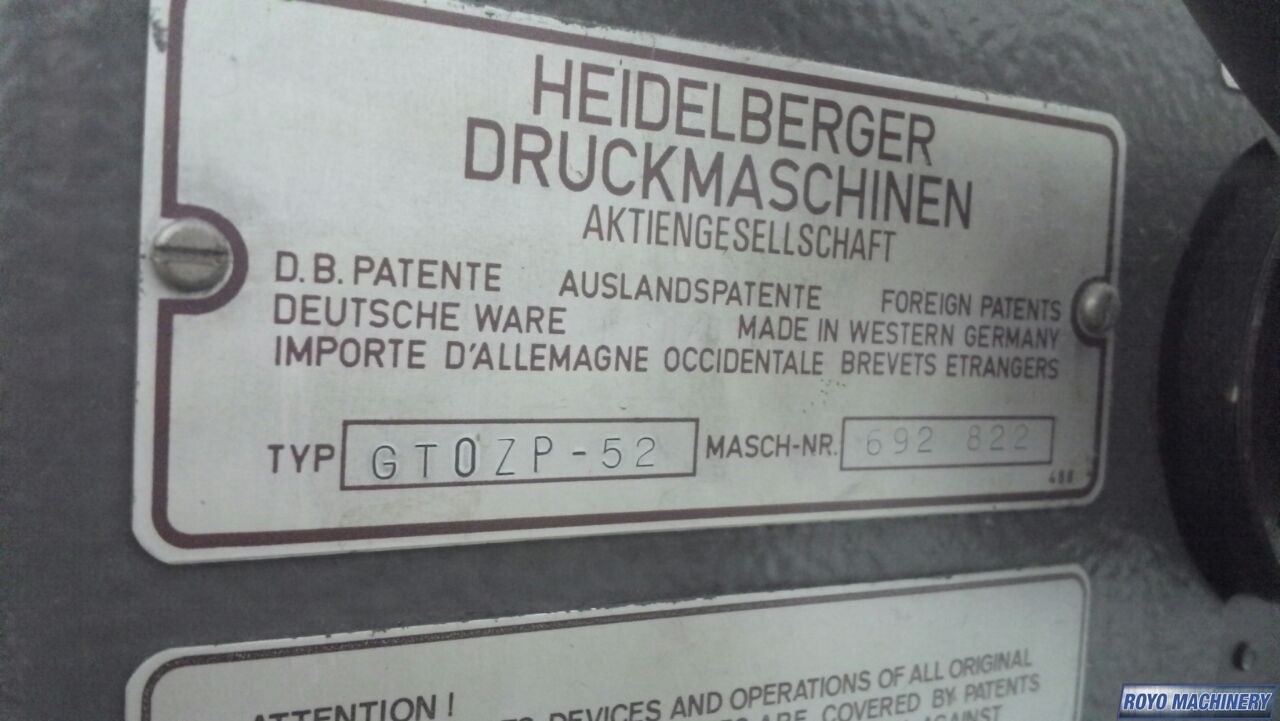 HEIDELBERGER
DRUCKMASCHINEN
AKTIENGESELLSCHAFT
D.B. PATENTE AUSLANDSPATENTE FOREIGN PATENTS
DEUTSCHE WARE MADE IN WESTERN GERMANY
IMPORTE D'ALLEMAGNE OCCIDENTALE BREVETS ETRANGERS
TYP GTOZP-52 MASCH-NR. 692 822
ATTENTION !
DEVICES AND OPERATIONS OF ALL ORIGINAL
ARE COVERED BY PATENTS
AGAINST
ROYO MACHINERY